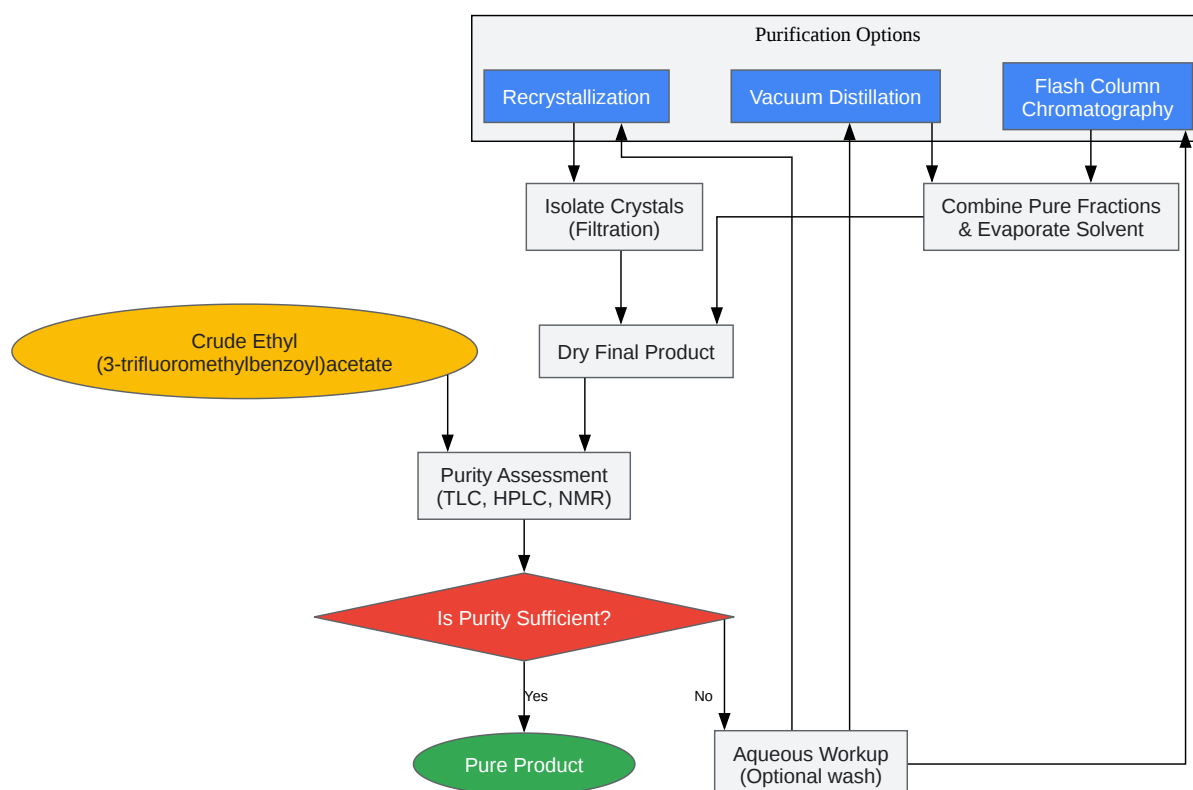 Purification Options
Recrystallization
Vacuum Distillation
Flash Column
Chromatography
Isolate Crystals
(Filtration)
Combine Pure Fractions
& Evaporate Solvent
Crude Ethyl
(3-trifluoromethylbenzoyl)acetate
Dry Final Product
Purity Assessment
(TLC, HPLC, NMR)
Is Purity Sufficient?
Yes
No
Pure Product
Aqueous Workup
(Optional wash)